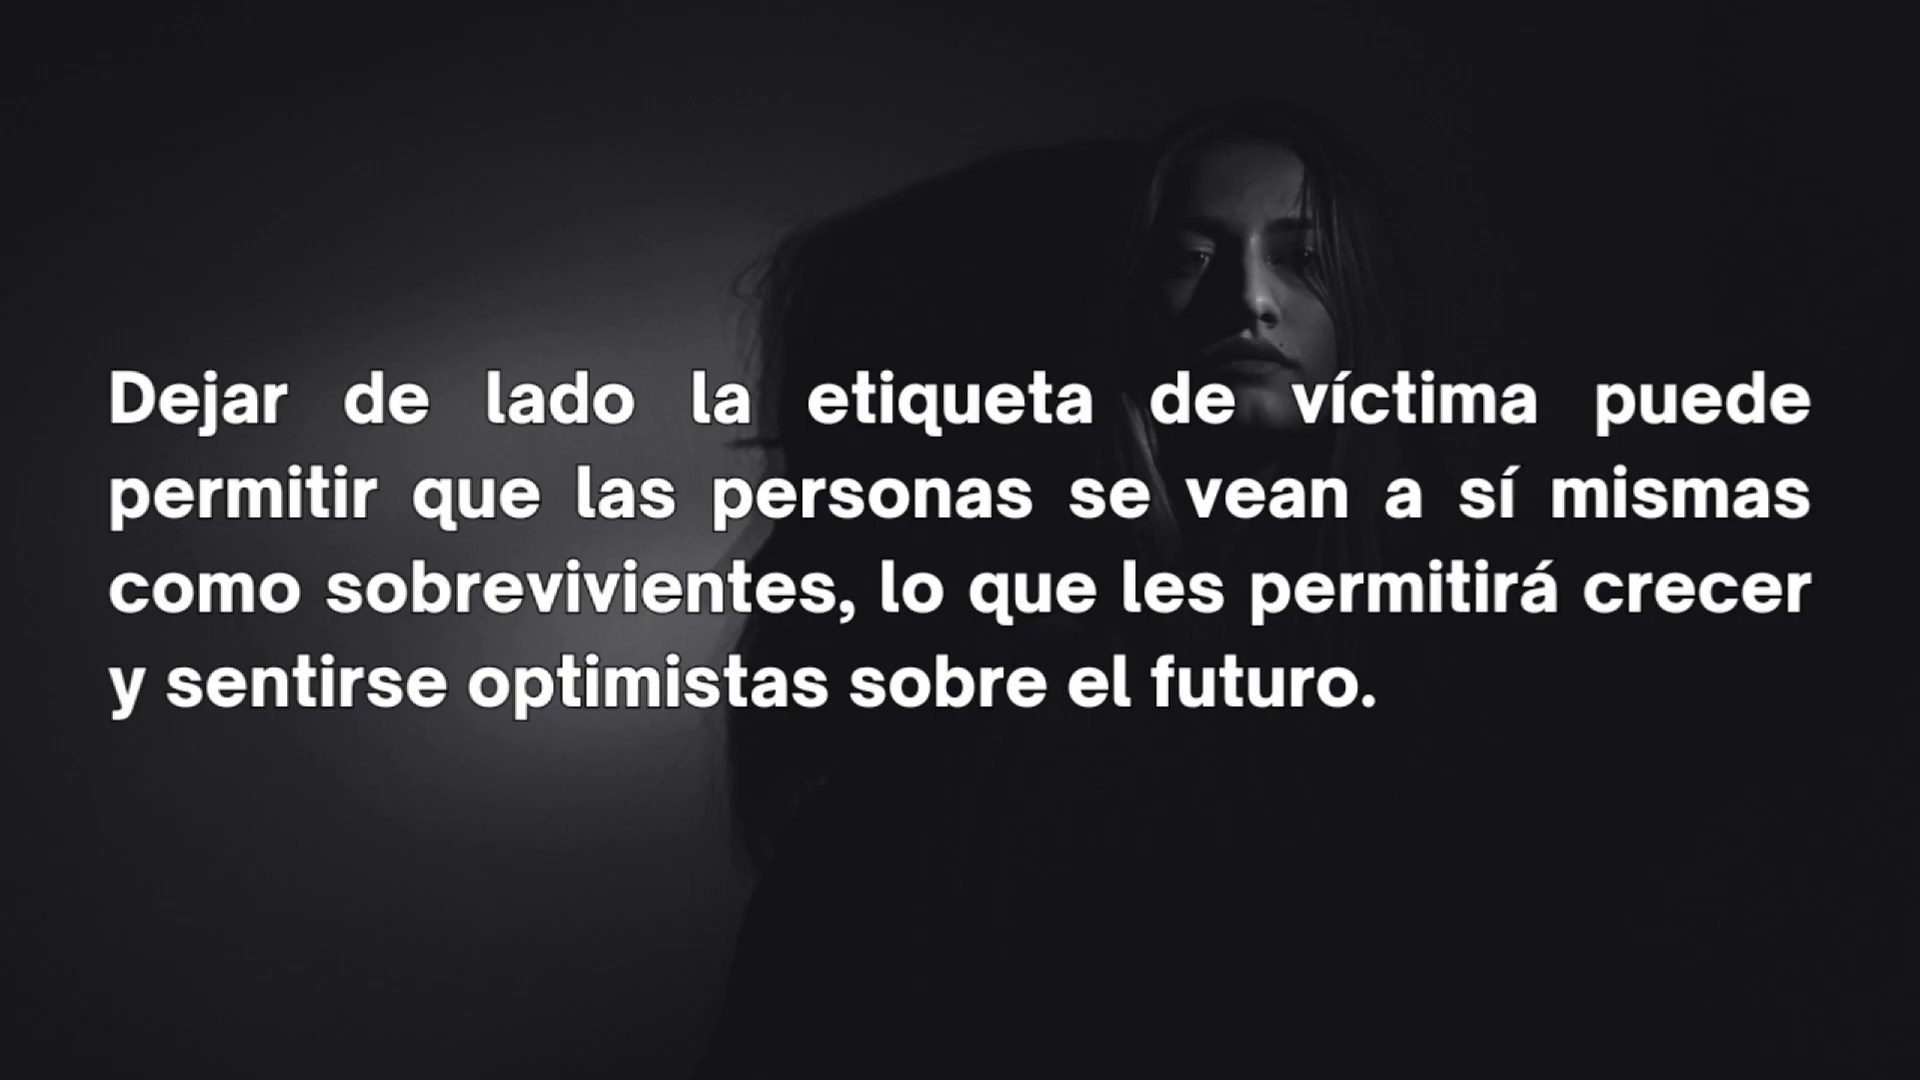 Dejar de lado la etiqueta de víctima puede
permitir que las personas se vean a sí mismas
como sobrevivientes, lo que les permitirá crecer
y sentirse optimistas sobre el futuro.